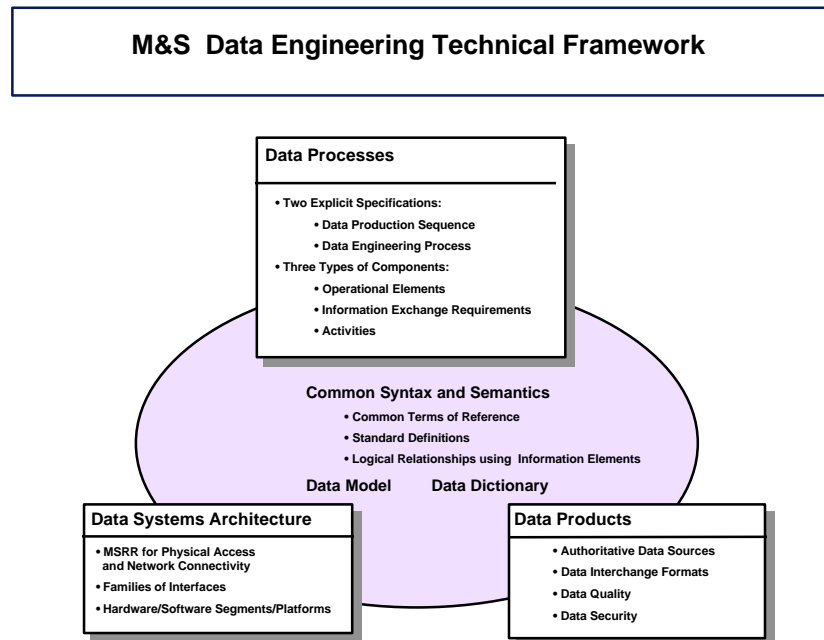 M&S Data Engineering Technical Framework
Data Processes
• Two Explicit Specifications:
• Data Production Sequence
• Data Engineering Process
• Three Types of Components:
• Operational Elements
• Information Exchange Requirements
• Activities
Common Syntax and Semantics
• Common Terms of Reference
• Standard Definitions
• Logical Relationships using Information Elements
Data Model Data Dictionary
Data Systems Architecture
• MSRR for Physical Access
and Network Connectivity
• Families of Interfaces
• Hardware/Software Segments/Platforms
Data Products
• Authoritative Data Sources
• Data Interchange Formats
• Data Quality
• Data Security